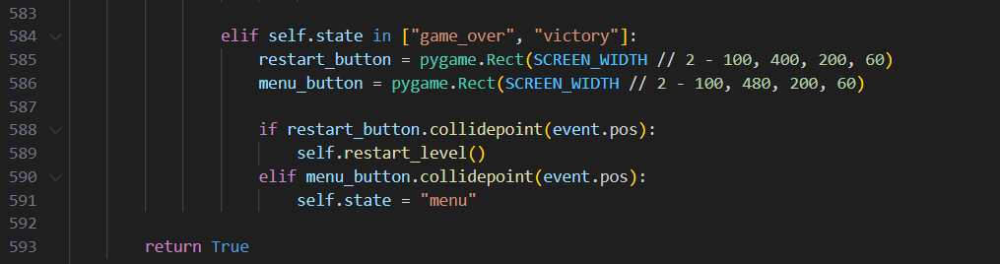 583
584 elif self.state in ["game_over", "victory"]:
585 restart_button = pygame.Rect(SCREEN_WIDTH // 2 - 100, 400, 200, 60)
586 menu_button = pygame.Rect(SCREEN_WIDTH // 2 - 100, 480, 200, 60)
587
588 if restart_button.collidepoint(event.pos):
589 self.restart_level()
590 elif menu_button.collidepoint(event.pos):
591 self.state = "menu"
592
593 return True